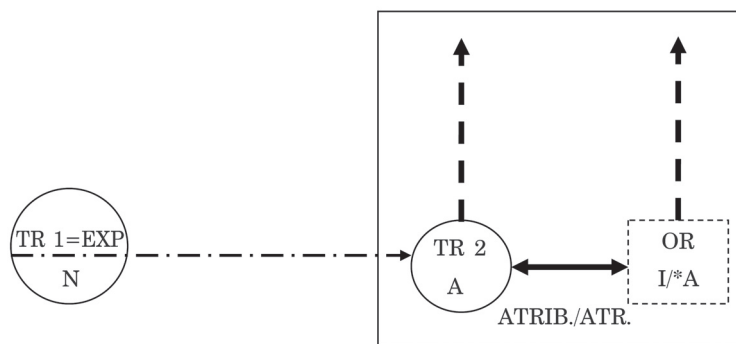 TR 1=EXP
N
TR 2
A
OR
I/*A
ATRIB./ATR.